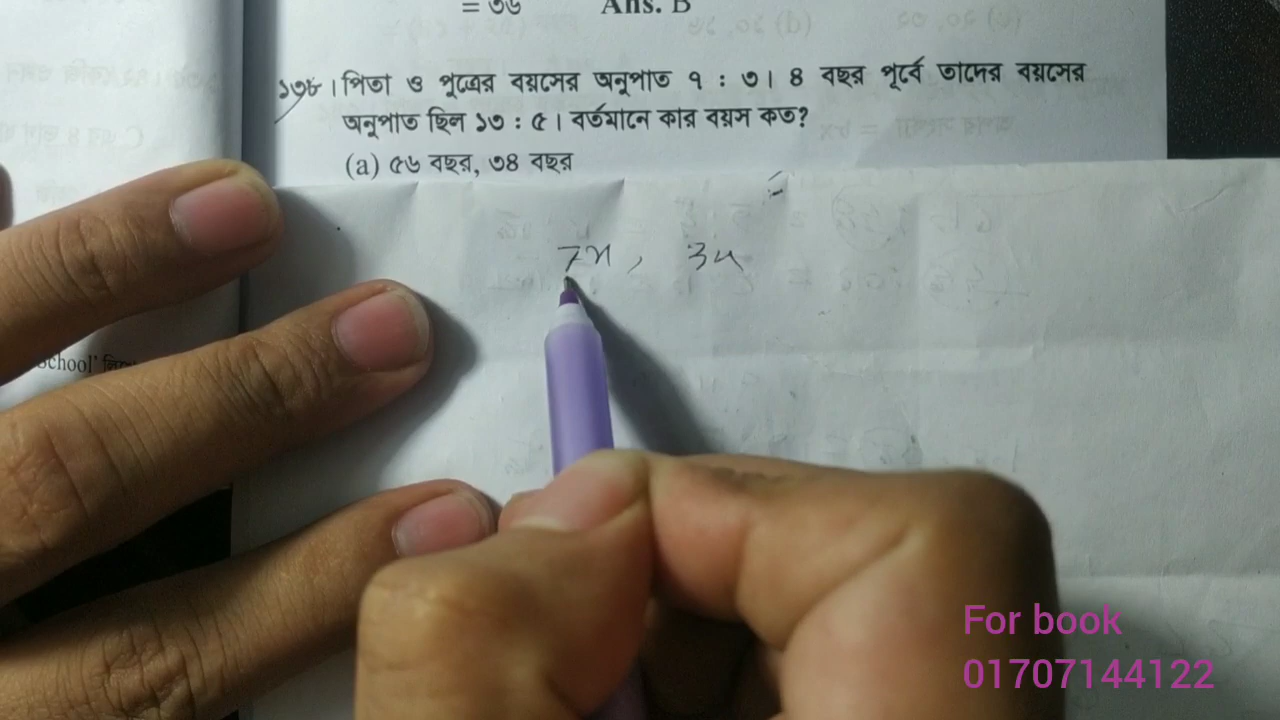 = ৩৬ Ans. B
১৩৮। পিতা ও পুত্রের বয়সের অনুপাত ৭ : ৩। ৪ বছর পূর্বে তাদের বয়সের
অনুপাত ছিল ১৩ : ৫। বর্তমানে কার বয়স কত?
(a) ৫৬ বছর, ৩৪ বছর
7x, 3x
School'
For book
01707144122